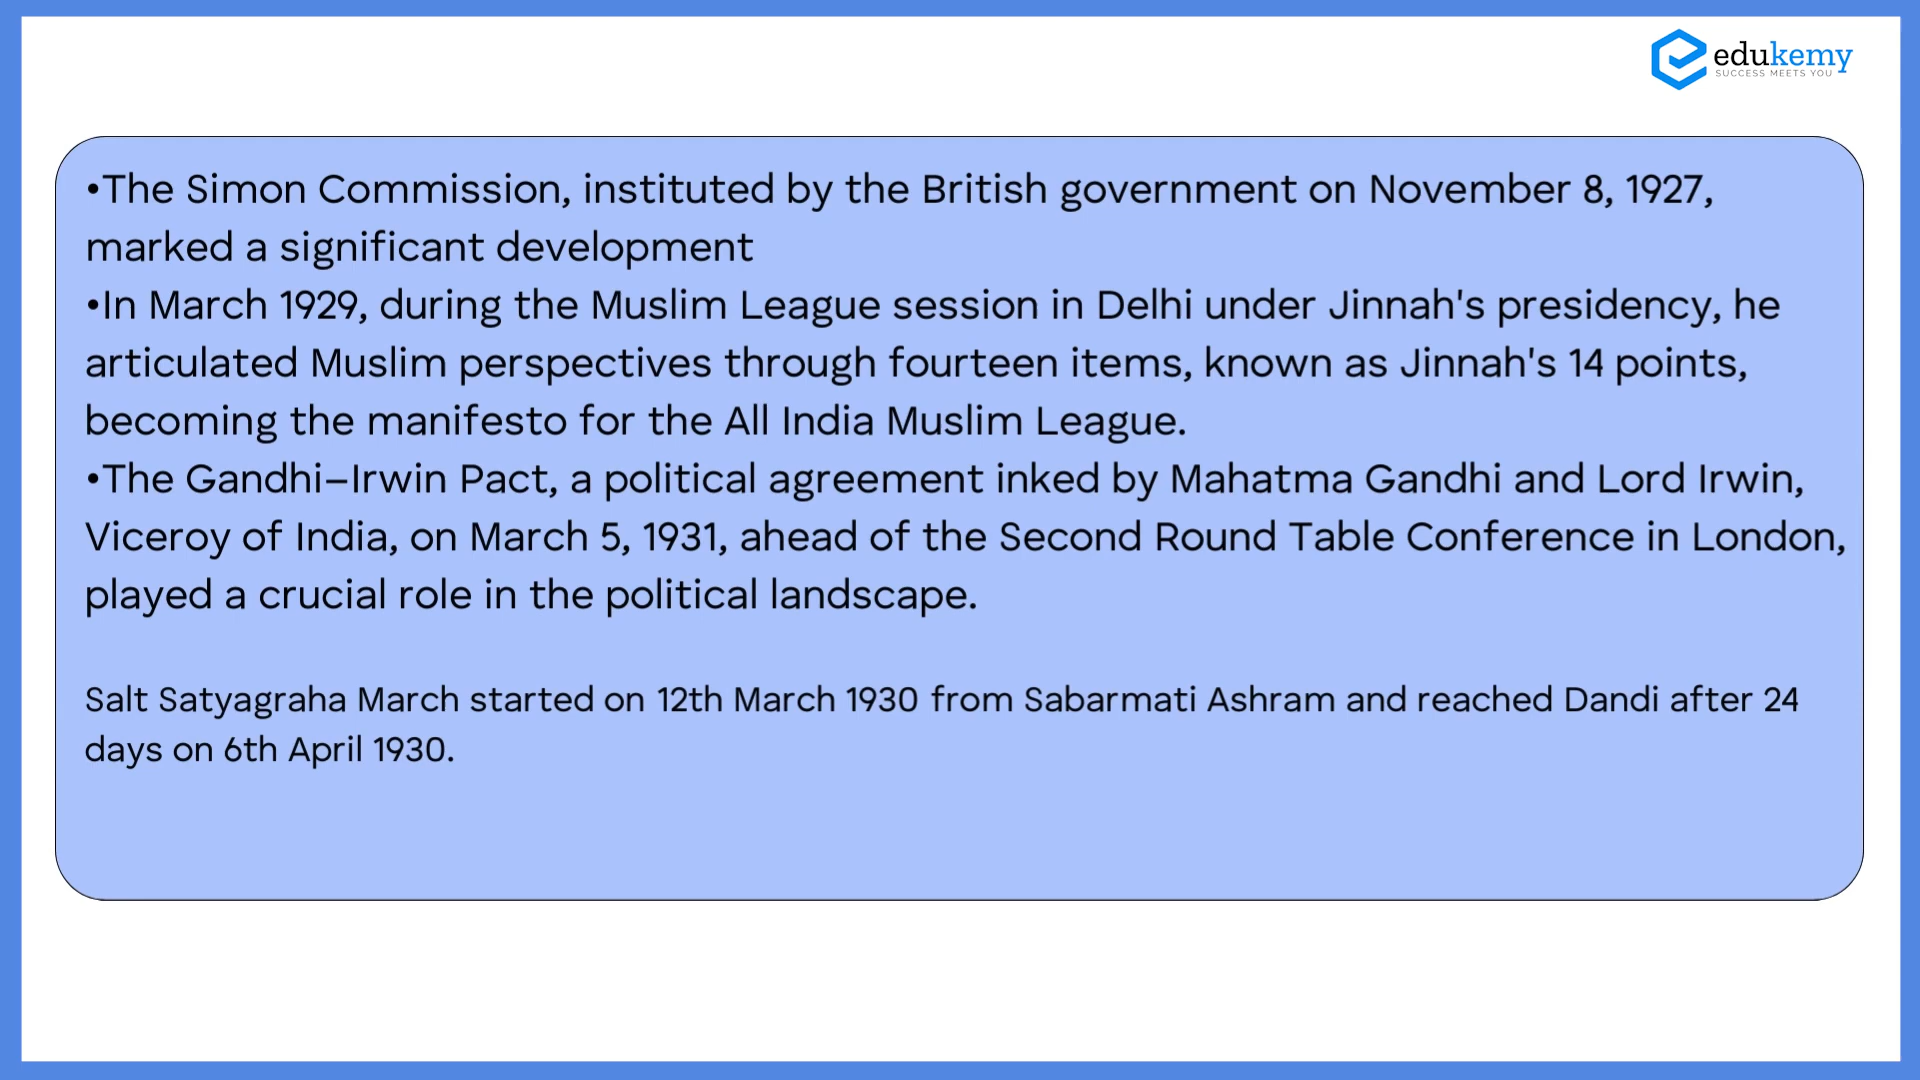 edukemy
SUCCESS MEETS YOU
•The Simon Commission, instituted by the British government on November 8, 1927,
marked a significant development
•In March 1929, during the Muslim League session in Delhi under Jinnah's presidency, he
articulated Muslim perspectives through fourteen items, known as Jinnah's 14 points,
becoming the manifesto for the All India Muslim League.
•The Gandhi–Irwin Pact, a political agreement inked by Mahatma Gandhi and Lord Irwin,
Viceroy of India, on March 5, 1931, ahead of the Second Round Table Conference in London,
played a crucial role in the political landscape.
Salt Satyagraha March started on 12th March 1930 from Sabarmati Ashram and reached Dandi after 24
days on 6th April 1930.